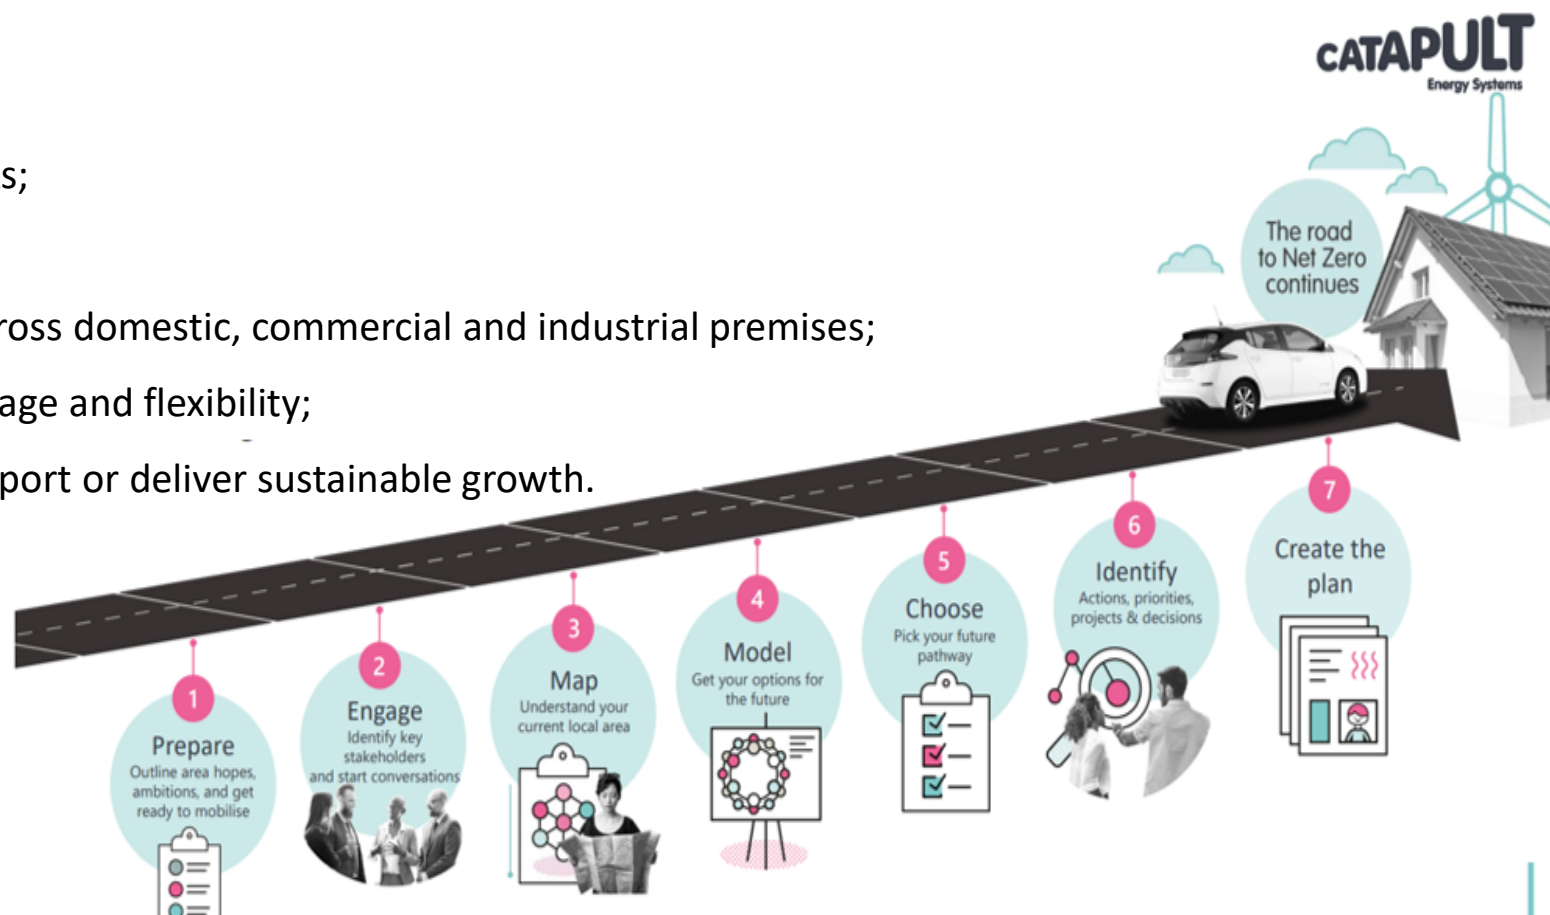 CATAPULT
Energy Systems
s;
ross domestic, commercial and industrial premises;
age and flexibility;
port or deliver sustainable growth.
The road
to Net Zero
continues
1
Prepare
Outline area hopes,
ambitions, and get
ready to mobilise
2
Engage
Identify key
stakeholders
and start conversations
3
Map
Understand your
current local area
4
Model
Get your options for
the future
5
Choose
Pick your future
pathway
6
Identify
Actions, priorities,
projects & decisions
7
Create the
plan